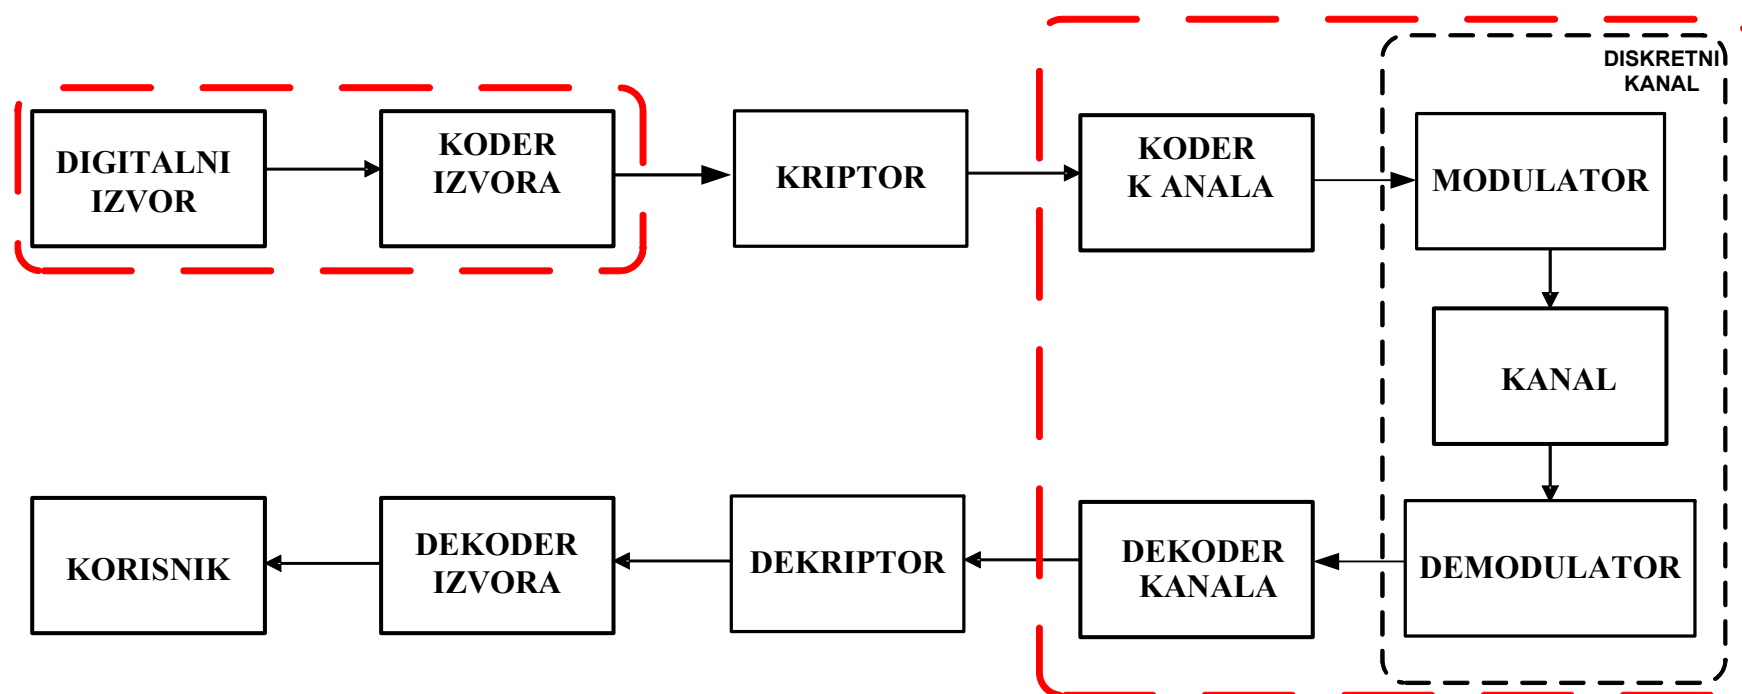 DISKRETNI
KANAL
DIGITALNI
IZVOR
KODER
IZVORA
KRIPTOR
KODER
K ANALA
MODULATOR
KANAL
KORISNIK
DEKODER
IZVORA
DEKRIPTOR
DEKODER
KANALA
DEMODULATOR